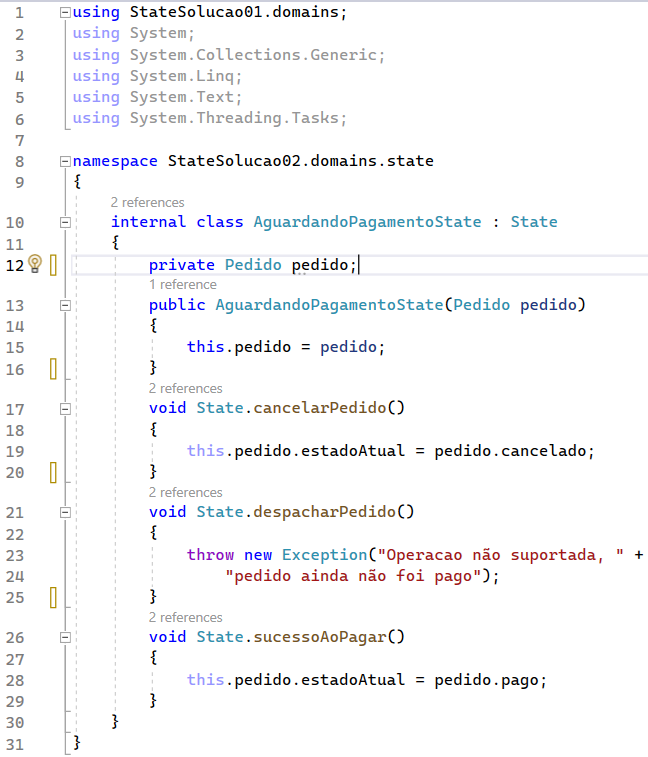 1 using StateSolucao01.domains;
2 using System;
3 using System.Collections.Generic;
4 using System.Linq;
5 using System.Text;
6 using System.Threading.Tasks;
7
8 namespace StateSolucao02.domains.state
9 {
2 references
10 internal class AguardandoPagamentoState : State
11 {
12 private Pedido pedido;
1 reference
13 public AguardandoPagamentoState(Pedido pedido)
14 {
15 this.pedido = pedido;
16 }
2 references
17 void State.cancelarPedido()
18 {
19 this.pedido.estadoAtual = pedido.cancelado;
20 }
2 references
21 void State.despacharPedido()
22 {
23 throw new Exception("Operacao não suportada, " +
24 "pedido ainda não foi pago");
25 }
2 references
26 void State.sucessoAoPagar()
27 {
28 this.pedido.estadoAtual = pedido.pago;
29 }
30 }
31 }